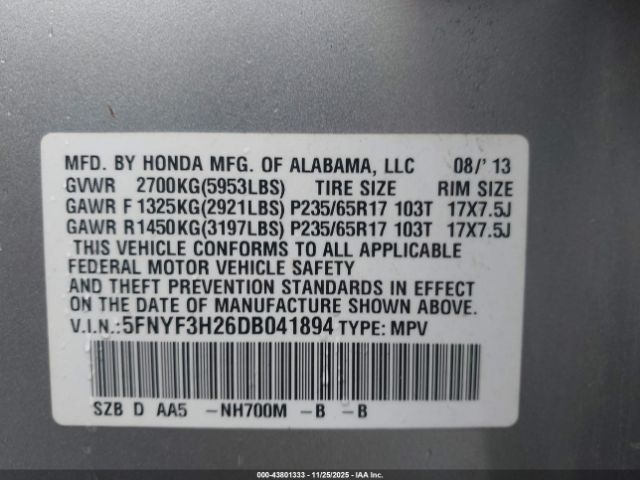 MFD. BY HONDA MFG. OF ALABAMA, LLC 08/'13
GVWR 2700KG(5953LBS) TIRE SIZE RIM SIZE
GAWR F 1325KG(2921LBS) P235/65R17 103T 17X7.5J
GAWR R1450KG(3197LBS) P235/65R17 103T 17X7.5J
THIS VEHICLE CONFORMS TO ALL APPLICABLE
FEDERAL MOTOR VEHICLE SAFETY
AND THEFT PREVENTION STANDARDS IN EFFECT
ON THE DATE OF MANUFACTURE SHOWN ABOVE.
V.I.N.:5FNYF3H26DB041894 TYPE: MPV
SZB D AA5 -NH700M -B -B
000-43801333 - 11/25/2025 - IAA Inc.